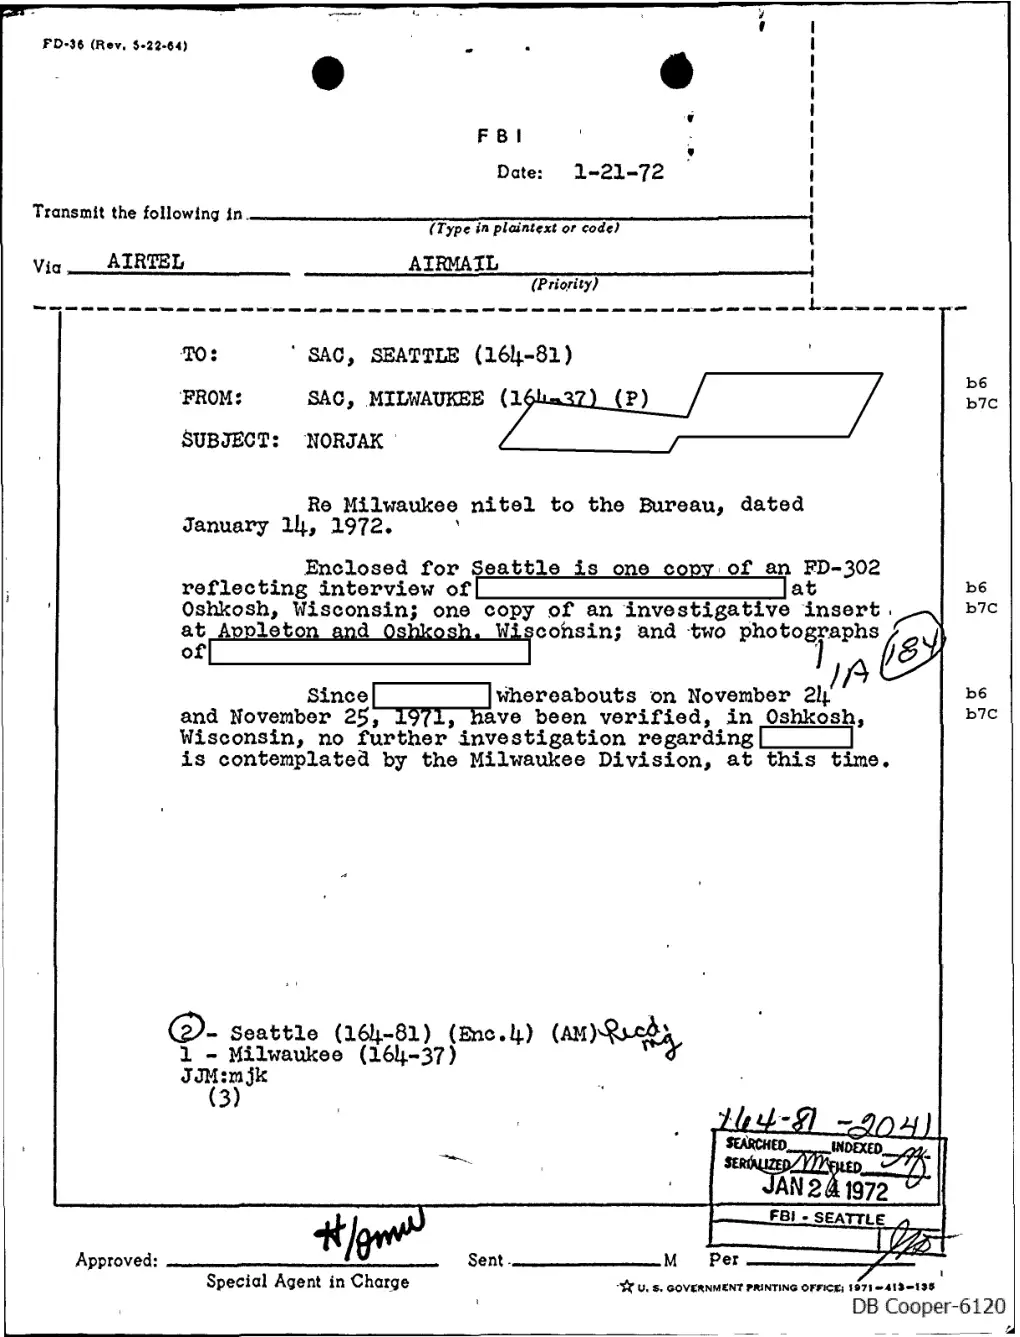 FD-36 (Rev. 5-22-64)
F B I
Date: 1-21-72
Transmit the following in
(Type in plaintext or code)
Via AIRTEL AIRMAIL
(Priority)
TO: SAC, SEATTLE (164-81)
b6
FROM: SAC, MILWAUKEE (164-37) (P)
b7C
SUBJECT: NORJAK
Re Milwaukee nitel to the Bureau, dated
January 14, 1972.
Enclosed for Seattle is one copy of an FD-302
reflecting interview of at
b6
Oshkosh, Wisconsin; one copy of an investigative insert
b7C
at Appleton and Oshkosh, Wisconsin; and two photographs
of
184
1A
Since whereabouts on November 24
b6
and November 25, 1971, have been verified, in Oshkosh,
b7C
Wisconsin, no further investigation regarding
is contemplated by the Milwaukee Division, at this time.
2 - Seattle (164-81) (Enc.4) (AM)
1 - Milwaukee (164-37)
JJM:mjk
(3)
164-81-2041
SEARCHED INDEXED
SERIALIZED FILED
JAN 24 1972
FBI - SEATTLE
Approved: Sent M Per
Special Agent in Charge
☆ U. S. GOVERNMENT PRINTING OFFICE: 1971-413-135
DB Cooper-6120